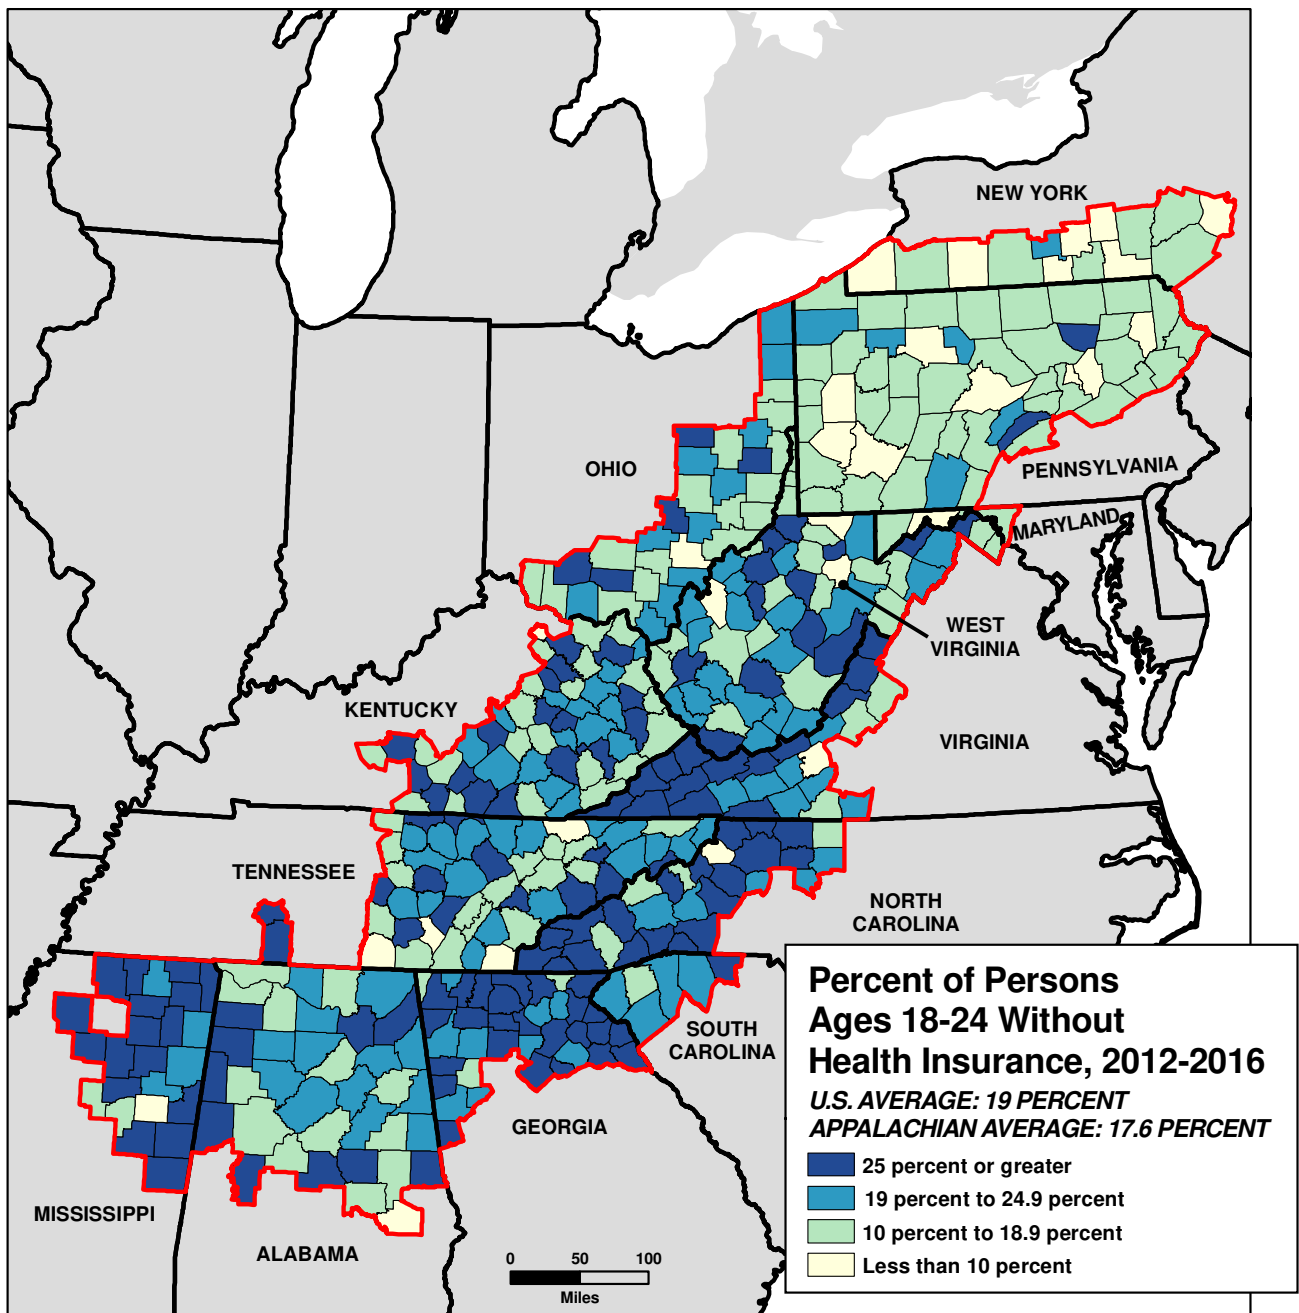 NEW YORK
OHIO
PENNSYLVANIA
MARYLAND
WEST
VIRGINIA
KENTUCKY
VIRGINIA
TENNESSEE
NORTH
CAROLINA
SOUTH
CAROLINA
GEORGIA
MISSISSIPPI
ALABAMA
0 50 100
Miles
Percent of Persons
Ages 18-24 Without
Health Insurance, 2012-2016
U.S. AVERAGE: 19 PERCENT
APPALACHIAN AVERAGE: 17.6 PERCENT
25 percent or greater
19 percent to 24.9 percent
10 percent to 18.9 percent
Less than 10 percent